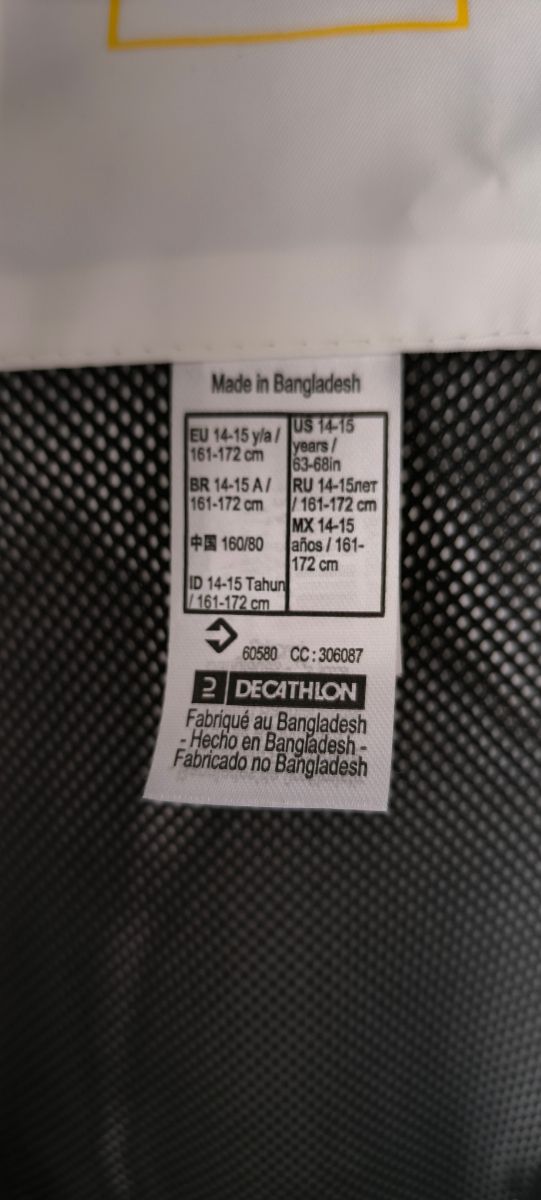 Made in Bangladesh
EU 14-15 y/a /
161-172 cm
BR 14-15 A /
161-172 cm
中国 160/80
ID 14-15 Tahun
/ 161-172 cm
US 14-15
years /
63-68in
RU 14-15лет
/ 161-172 cm
MX 14-15
años / 161-
172 cm
60580 CC : 306087
DECATHLON
Fabriqué au Bangladesh
- Hecho en Bangladesh -
Fabricado no Bangladesh